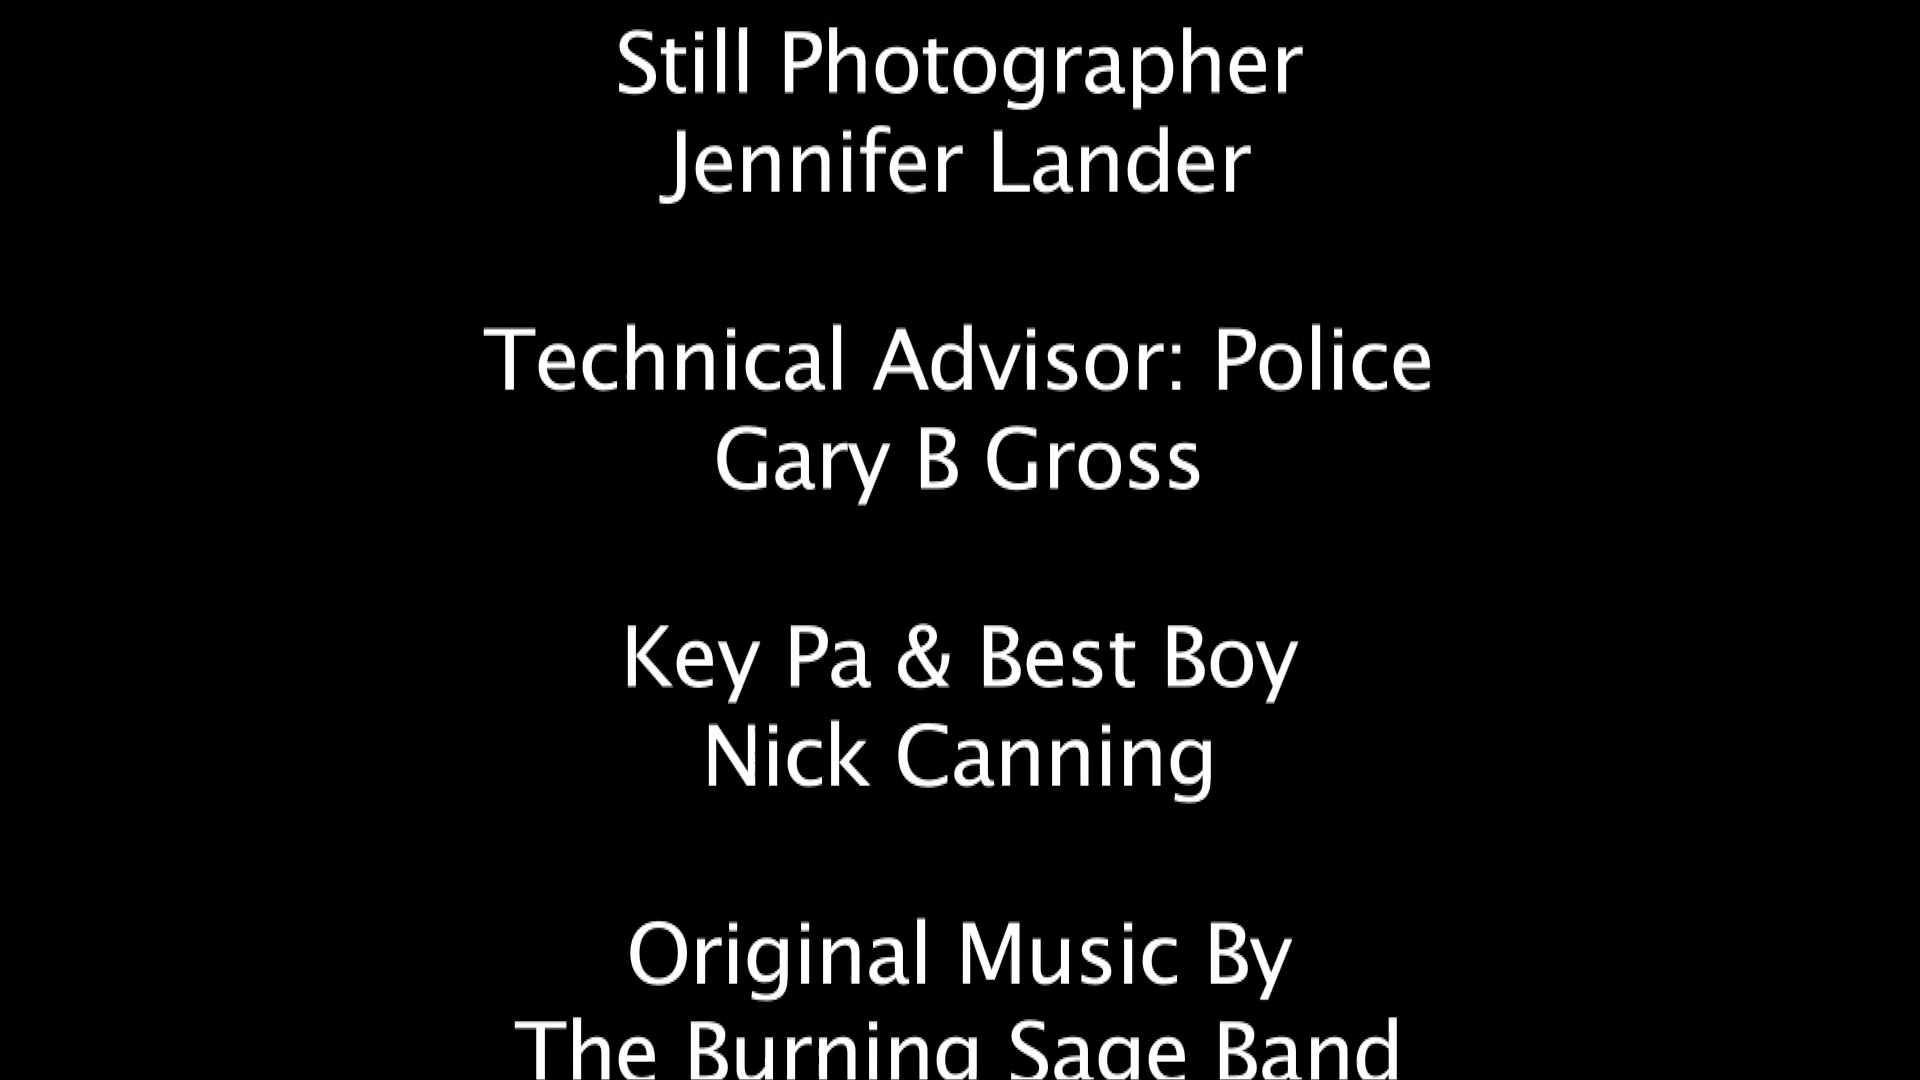 Still Photographer
Jennifer Lander
Technical Advisor: Police
Gary B Gross
Key Pa & Best Boy
Nick Canning
Original Music By
The Burning Sage Band